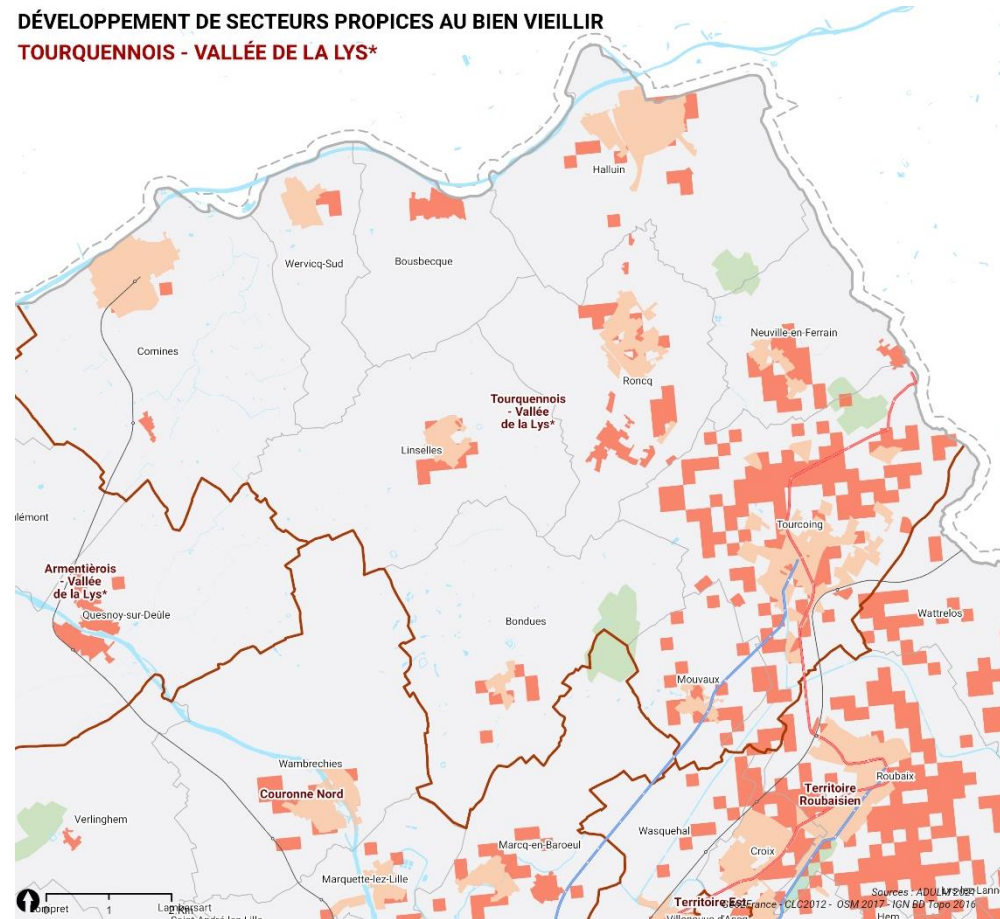 DÉVELOPPEMENT DE SECTEURS PROPICES AU BIEN VIEILLIR
TOURQUENNOIS - VALLÉE DE LA LYS*
Halluin
Wervicq-Sud
Bousbecque
Neuville-en-Ferrain
Comines
Roncq
Tourquennois
- Vallée
de la Lys*
Linselles
Tourcoing
Armentièrois
- Vallée
de la Lys*
Quesnoy-sur-Deûle
Wattrelos
Bondues
Mouvaux
Wambrechies
Couronne Nord
Roubaix
Territoire
Roubaisien
Verlinghem
Wasquehal
Marcq-en-Baroeul
Croix
Marquette-lez-Lille
Hem
Territoire Est
0 1 2 Km
Sources : ADULM 2021
CLC2012 - OSM 2017 - IGN BD Topo 2016